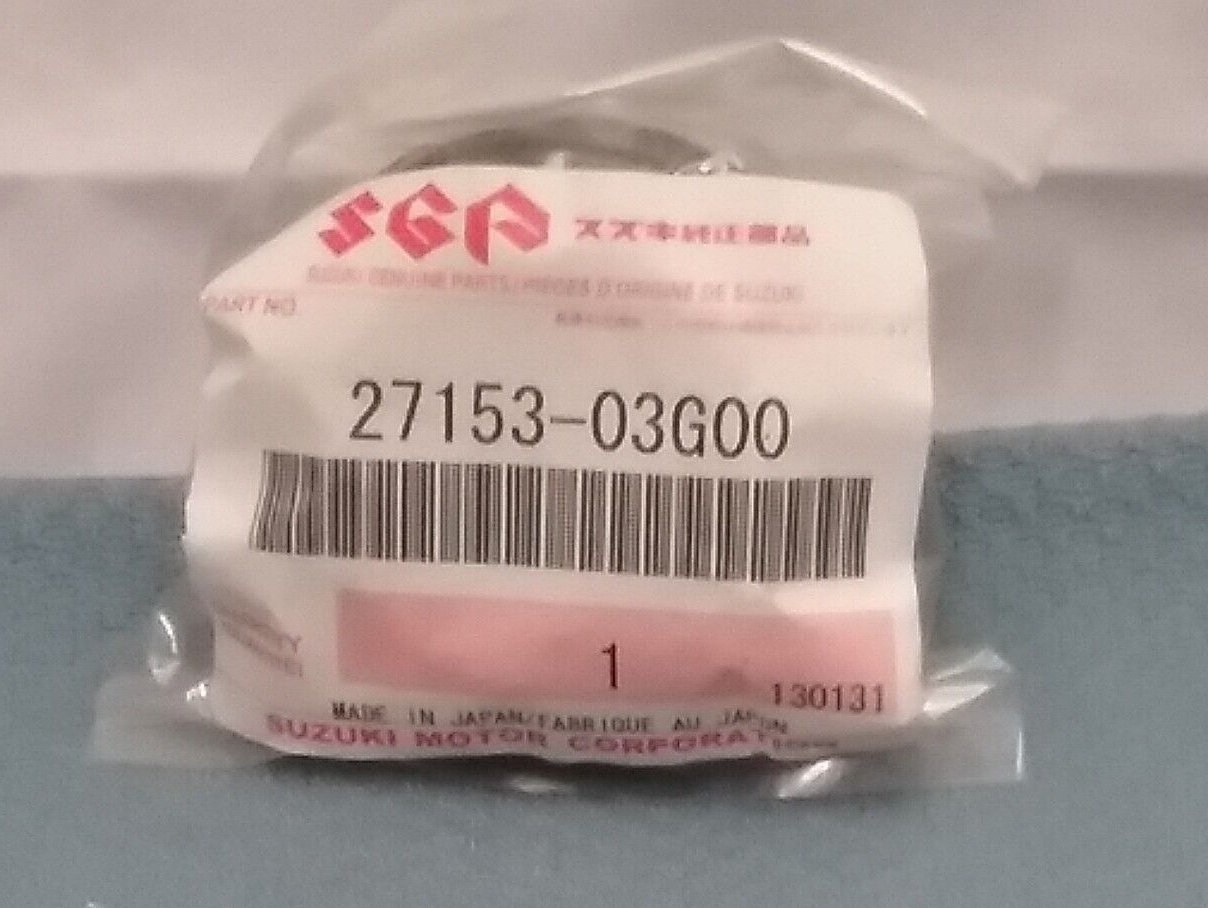 SGP スズキ純正部品
SUZUKI GENUINE PARTS/PIECES D'ORIGINE DE SUZUKI
PART NO
27153-03G00
1
130131
MADE IN JAPAN/FABRIQUE AU JAPON
SUZUKI MOTOR CORPORATION